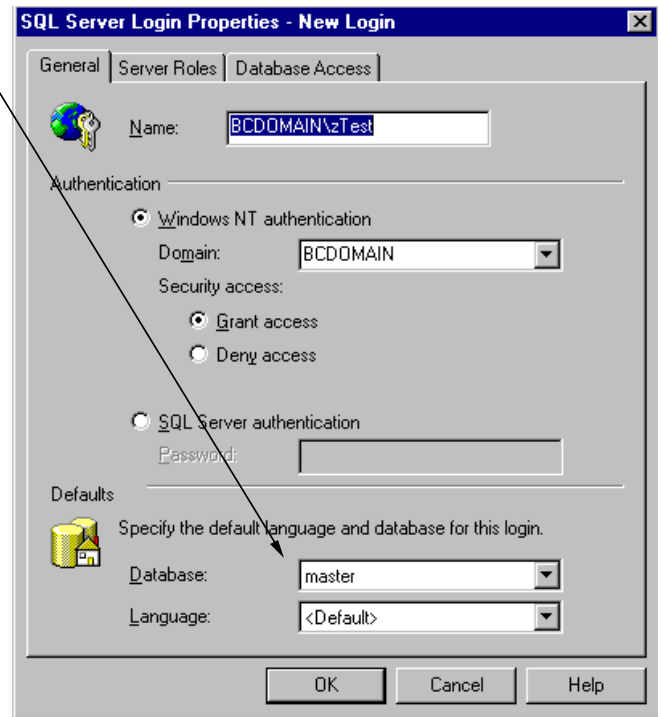 SQL Server Login Properties - New Login
General Server Roles Database Access
Name: BCDOMAIN\zTest
Authentication
Windows NT authentication
Domain: BCDOMAIN
Security access:
Grant access
Deny access
SQL Server authentication
Password:
Defaults
Specify the default language and database for this login.
Database: master
Language: <Default>
OK Cancel Help